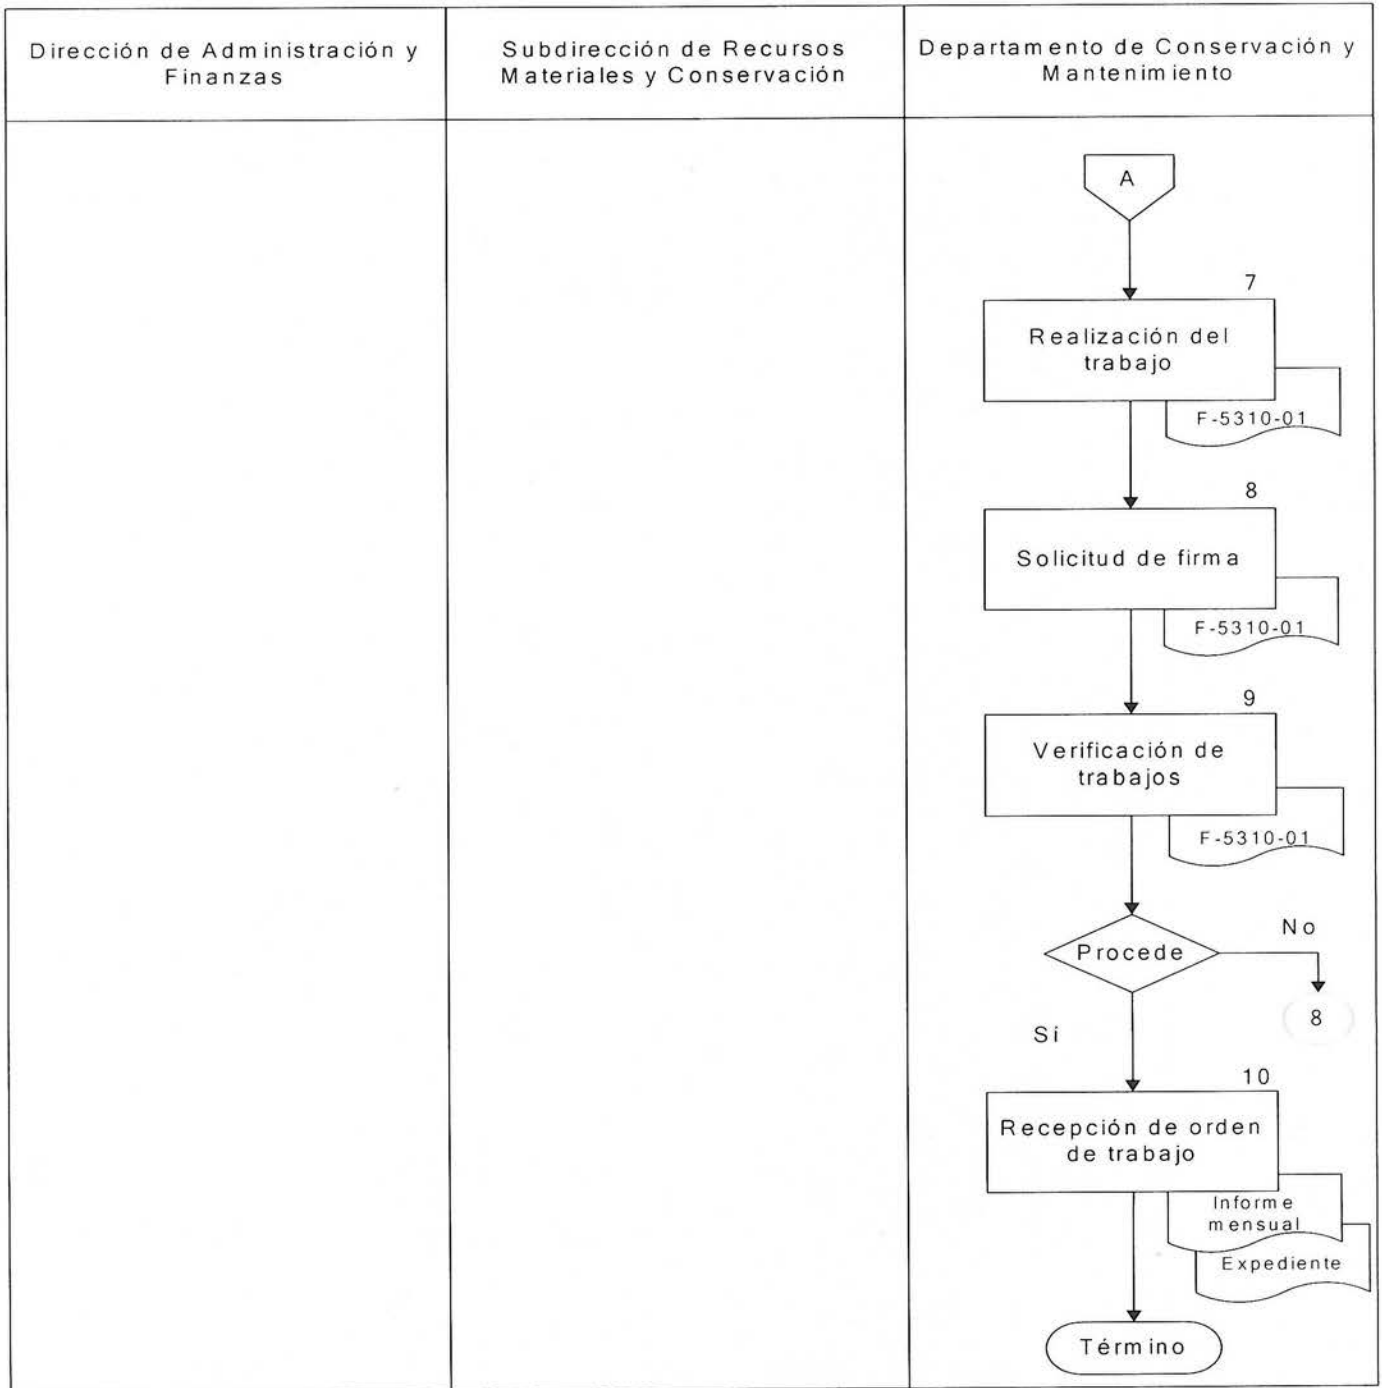 Dirección de Administración y
Finanzas
Subdirección de Recursos
Materiales y Conservación
Departamento de Conservación y
Mantenimiento
A
7
Realización del
trabajo
F-5310-01
8
Solicitud de firma
F-5310-01
9
Verificación de
trabajos
F-5310-01
Procede
No
8
Sí
10
Recepción de orden
de trabajo
Informe
mensual
Expediente
Término